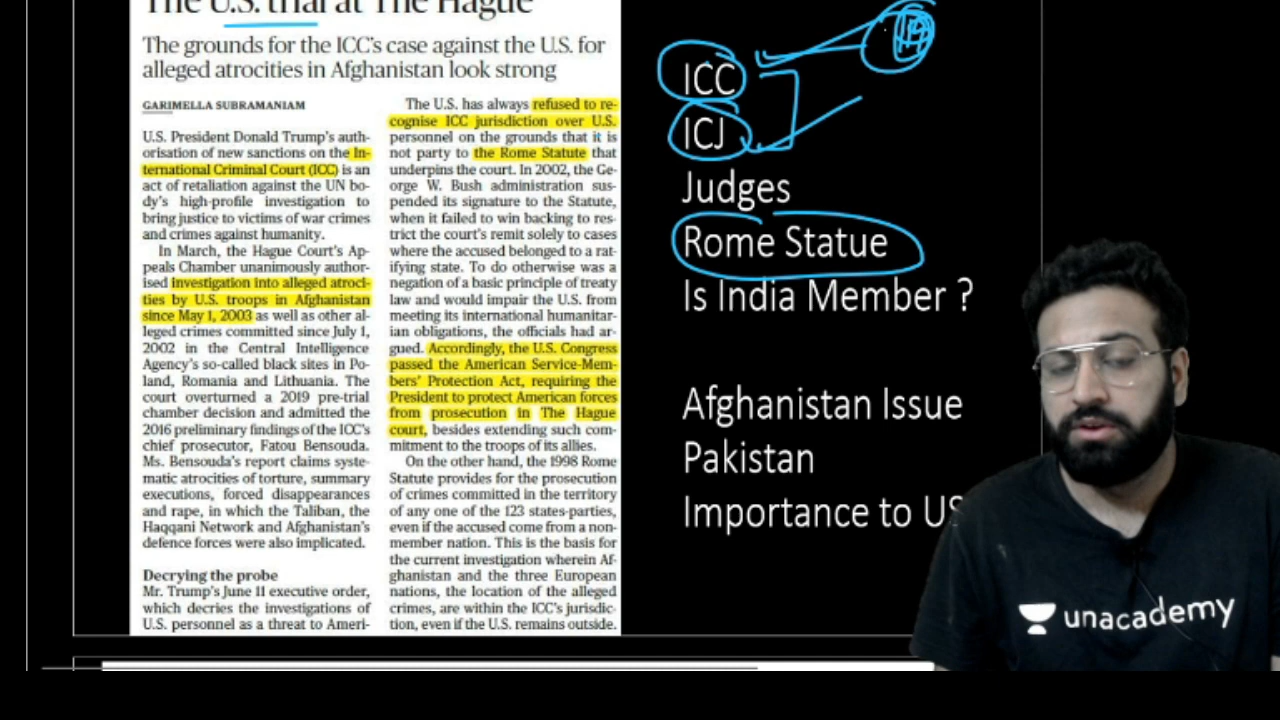 The U.S. trial at The Hague
The grounds for the ICC's case against the U.S. for
alleged atrocities in Afghanistan look strong
GARIMELLA SUBRAMANIAM
U.S. President Donald Trump's auth-
orisation of new sanctions on the In-
ternational Criminal Court (ICC) is an
act of retaliation against the UN bo-
dy's high-profile investigation to
bring justice to victims of war crimes
and crimes against humanity.
In March, the Hague Court's Ap-
peals Chamber unanimously author-
ised investigation into alleged atroci-
ties by U.S. troops in Afghanistan
since May 1, 2003 as well as other al-
leged crimes committed since July 1,
2002 in the Central Intelligence
Agency's so-called black sites in Po-
land, Romania and Lithuania. The
court overturned a 2019 pre-trial
chamber decision and admitted the
2016 preliminary findings of the ICC's
chief prosecutor, Fatou Bensouda.
Ms. Bensouda's report claims syste-
matic atrocities of torture, summary
executions, forced disappearances
and rape, in which the Taliban, the
Haqqani Network and Afghanistan's
defence forces were also implicated.
Decrying the probe
Mr. Trump's June 11 executive order,
which decries the investigations of
U.S. personnel as a threat to Ameri-
The U.S. has always refused to re-
cognise ICC jurisdiction over U.S.
personnel on the grounds that it is
not party to the Rome Statute that
underpins the court. In 2002, the Ge-
orge W. Bush administration sus-
pended its signature to the Statute,
when it failed to win backing to res-
trict the court's remit solely to cases
where the accused belonged to a rat-
ifying state. To do otherwise was a
negation of a basic principle of treaty
law and would impair the U.S. from
meeting its international humanitar-
ian obligations, the officials had ar-
gued. Accordingly, the U.S. Congress
passed the American Service-Mem-
bers' Protection Act, requiring the
President to protect American forces
from prosecution in The Hague
court, besides extending such com-
mitment to the troops of its allies.
On the other hand, the 1998 Rome
Statute provides for the prosecution
of crimes committed in the territory
of any one of the 123 states-parties,
even if the accused come from a non-
member nation. This is the basis for
the current investigation wherein Af-
ghanistan and the three European
nations, the location of the alleged
crimes, are within the ICC's jurisdic-
tion, even if the U.S. remains outside.
ICC
ICJ
Judges
Rome Statue
Is India Member ?
Afghanistan Issue
Pakistan
Importance to US
unacademy